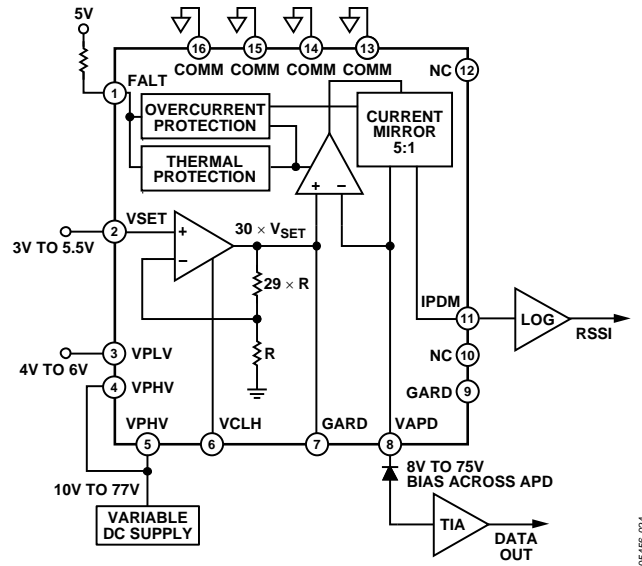 5V
16
15
14
13
COMM
COMM
COMM
COMM
NC
12
FALT
1
OVERCURRENT
PROTECTION
CURRENT
MIRROR
5:1
THERMAL
PROTECTION
+
−
VSET
2
3V TO 5.5V
+
−
30 × VSET
29 × R
R
IPDM
11
LOG
RSSI
3
VPLV
4V TO 6V
4
VPHV
NC
10
GARD
9
VPHV
VCLH
GARD
VAPD
5
6
7
8
10V TO 77V
8V TO 75V
BIAS ACROSS APD
VARIABLE
DC SUPPLY
TIA
DATA
OUT